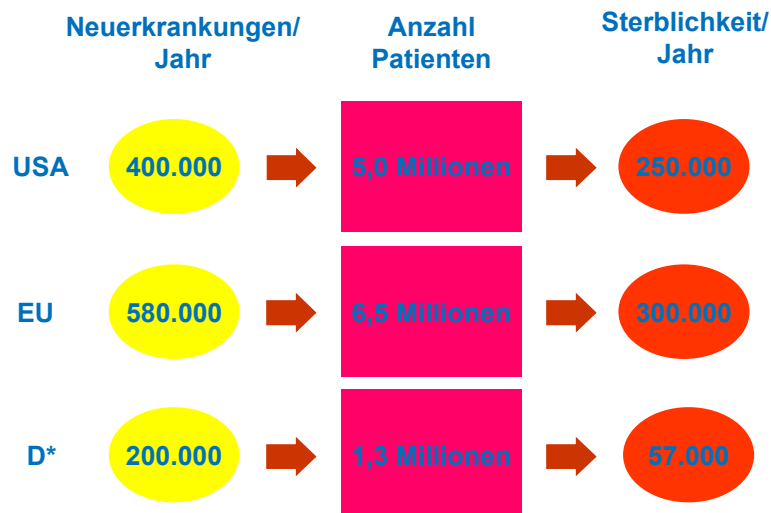 Neuerkrankungen/
Jahr
Anzahl
Patienten
Sterblichkeit/
Jahr
USA 400.000 5,0 Millionen 250.000
EU 580.000 6,5 Millionen 300.000
D* 200.000 1,3 Millionen 57.000